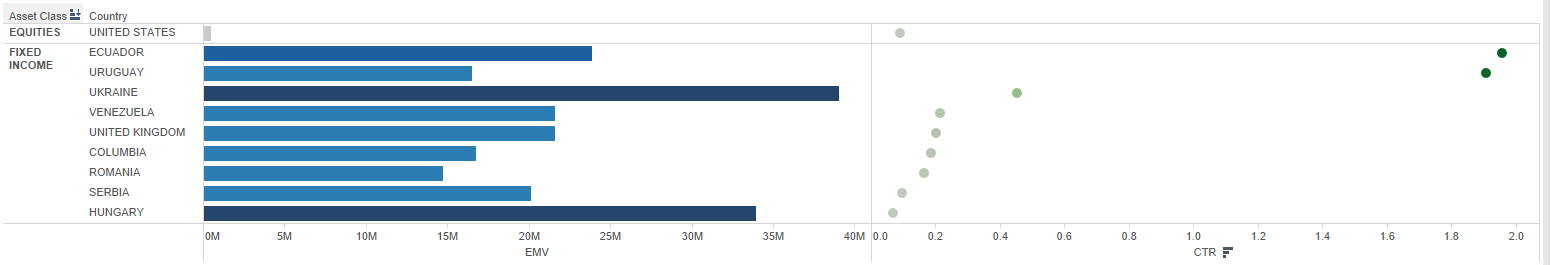 Asset Class Country
EQUITIES UNITED STATES
FIXED INCOME ECUADOR
URUGUAY
UKRAINE
VENEZUELA
UNITED KINGDOM
COLUMBIA
ROMANIA
SERBIA
HUNGARY
0M 5M 10M 15M 20M 25M 30M 35M 40M 0.0 0.2 0.4 0.6 0.8 1.0 1.2 1.4 1.6 1.8 2.0
EMV CTR